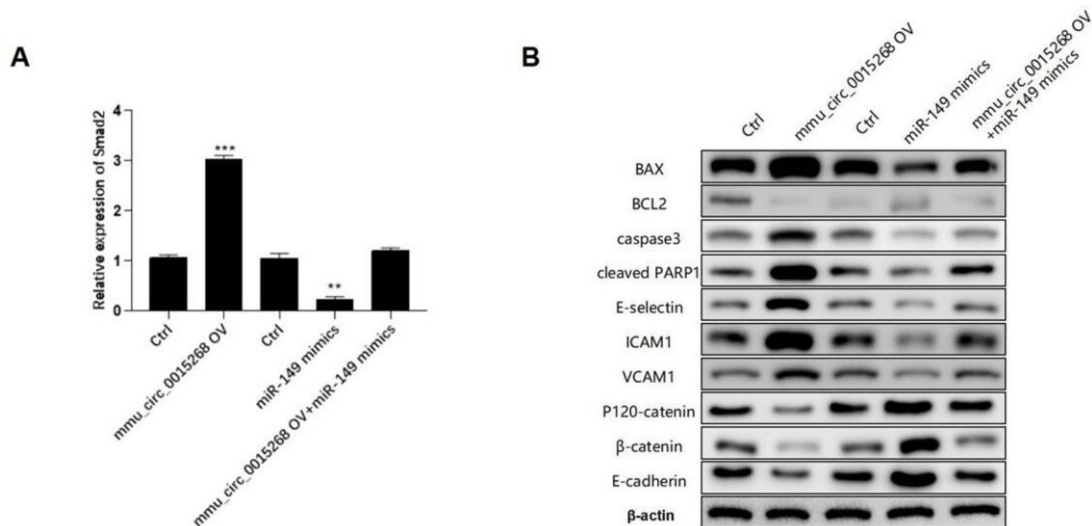 A
B
Relative expression of Smad2
4
3
2
1
0
***
**
Ctrl
mmu_circ_0015268 OV
Ctrl
miR-149 mimics
mmu_circ_0015268 OV+miR-149 mimics
Ctrl
mmu_circ_0015268 OV
Ctrl
miR-149 mimics
mmu_circ_0015268 OV
+miR-149 mimics
BAX
BCL2
caspase3
cleaved PARP1
E-selectin
ICAM1
VCAM1
P120-catenin
β-catenin
E-cadherin
β-actin